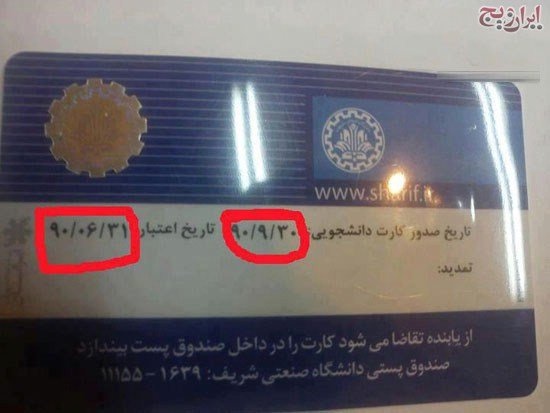 ایران ویج
www.sharif.i
تاریخ صدور کارت دانشجویی: ۹۰/۹/۳۰ تاریخ اعتبار: ۹۰/۰۶/۳۱
تمدید:
از یابنده تقاضا می شود کارت را در داخل صندوق پست بیندازد
صندوق پستی دانشگاه صنعتی شریف: ۱۶۳۹ - ۱۱۱۵۵